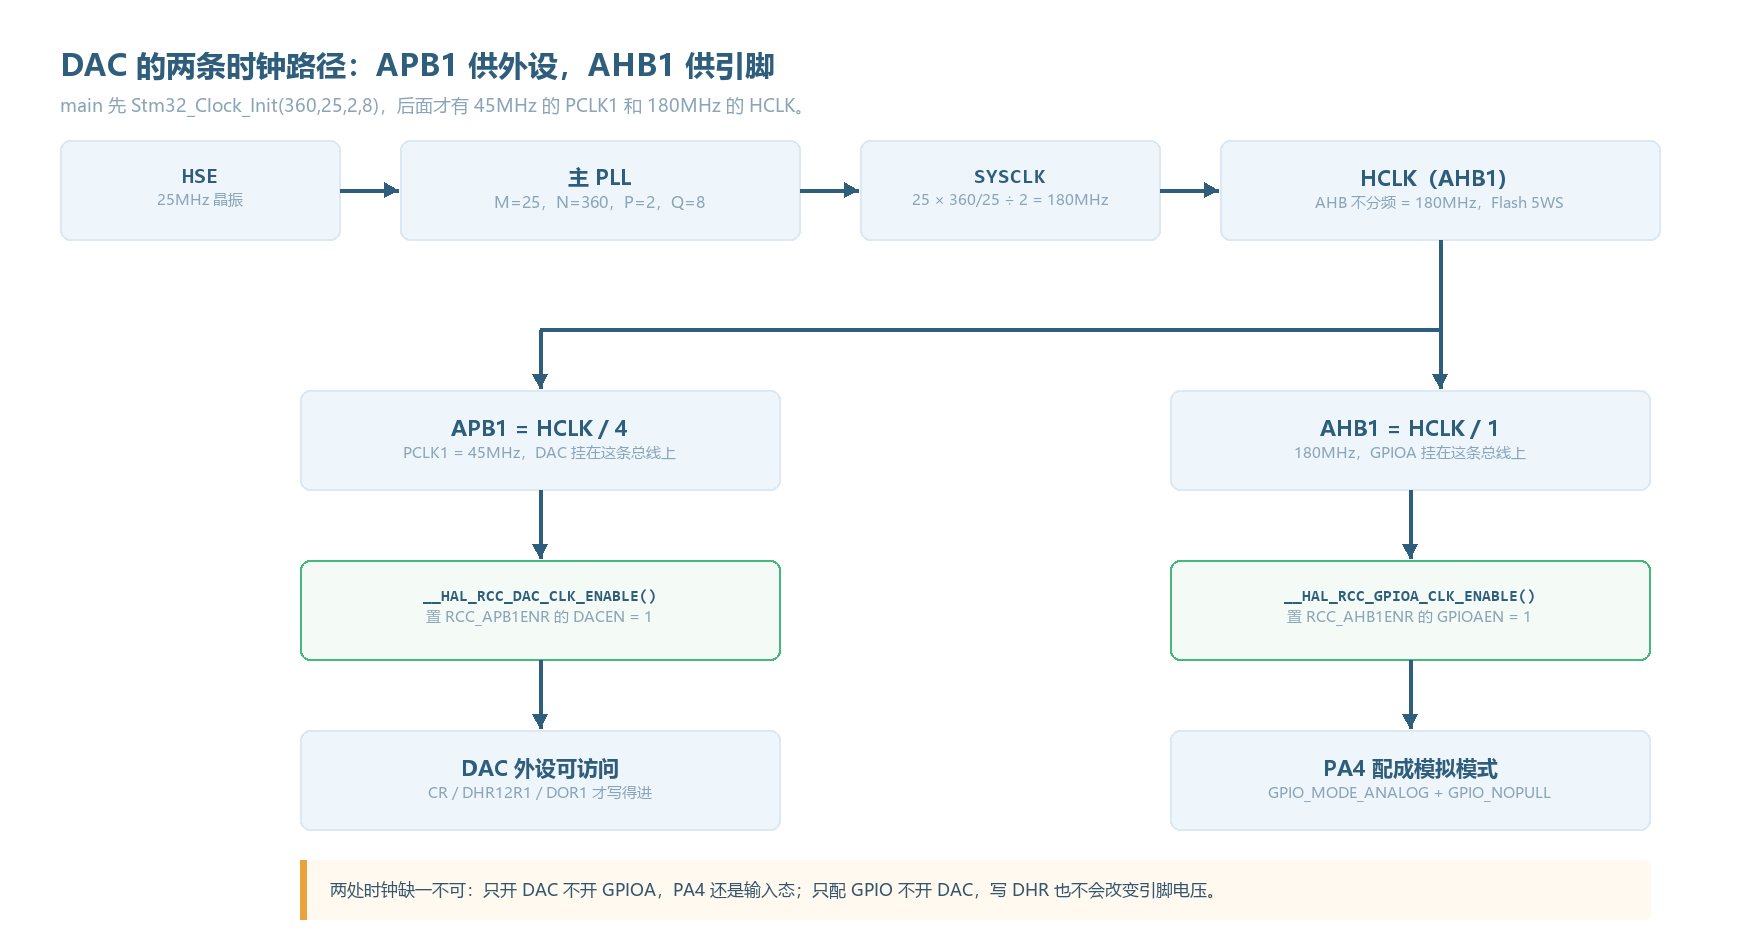 DAC 的两条时钟路径：APB1 供外设，AHB1 供引脚
main 先 Stm32_Clock_Init(360,25,2,8)，后面才有 45MHz 的 PCLK1 和 180MHz 的 HCLK。
HSE
25MHz 晶振
主 PLL
M=25，N=360，P=2，Q=8
SYSCLK
25 × 360/25 ÷ 2 = 180MHz
HCLK（AHB1）
AHB 不分频 = 180MHz，Flash 5WS
APB1 = HCLK / 4
PCLK1 = 45MHz，DAC 挂在这条总线上
AHB1 = HCLK / 1
180MHz，GPIOA 挂在这条总线上
__HAL_RCC_DAC_CLK_ENABLE()
置 RCC_APB1ENR 的 DACEN = 1
__HAL_RCC_GPIOA_CLK_ENABLE()
置 RCC_AHB1ENR 的 GPIOAEN = 1
DAC 外设可访问
CR / DHR12R1 / DOR1 才写得进
PA4 配成模拟模式
GPIO_MODE_ANALOG + GPIO_NOPULL
两处时钟缺一不可：只开 DAC 不开 GPIOA，PA4 还是输入态；只配 GPIO 不开 DAC，写 DHR 也不会改变引脚电压。